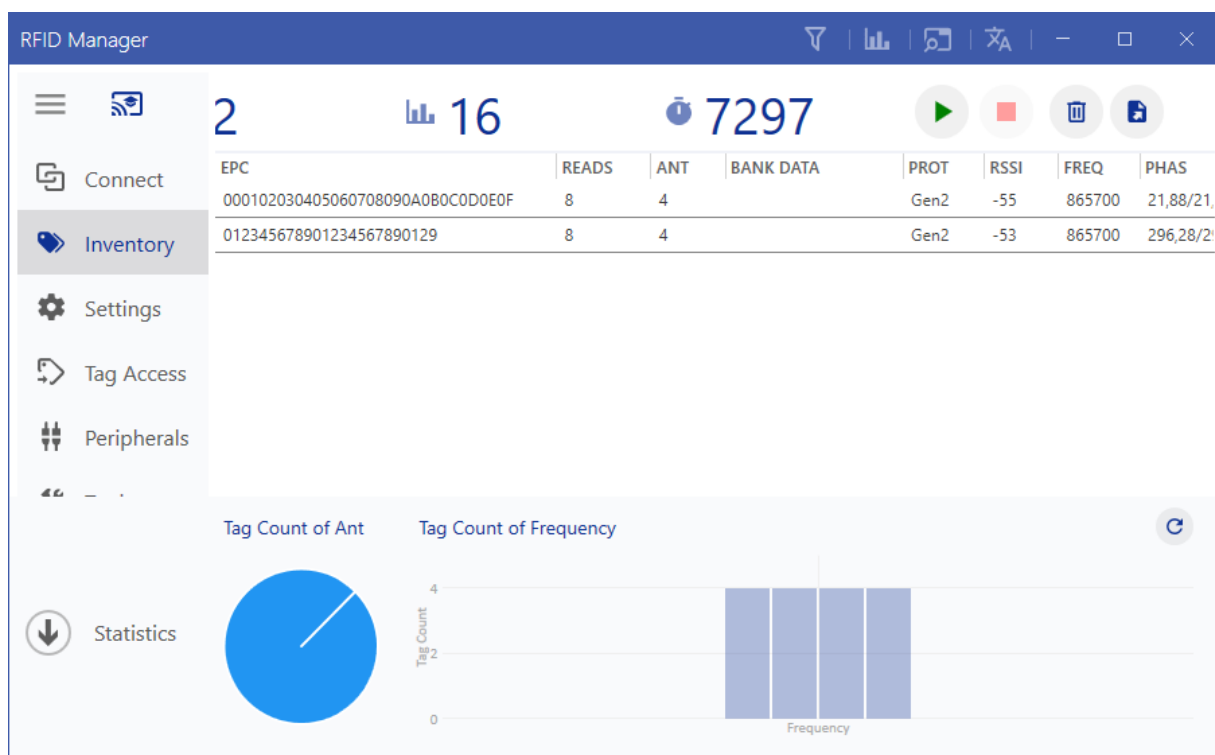 RFID Manager
2 16 7297
EPC READS ANT BANK DATA PROT RSSI FREQ PHAS
000102030405060708090A0B0C0D0E0F 8 4 Gen2 -55 865700 21,88/21,
012345678901234567890129 8 4 Gen2 -53 865700 296,28/2
Connect
Inventory
Settings
Tag Access
Peripherals
Tag Count of Ant
Tag Count of Frequency
4
2
0
Tag Count
Frequency
Statistics